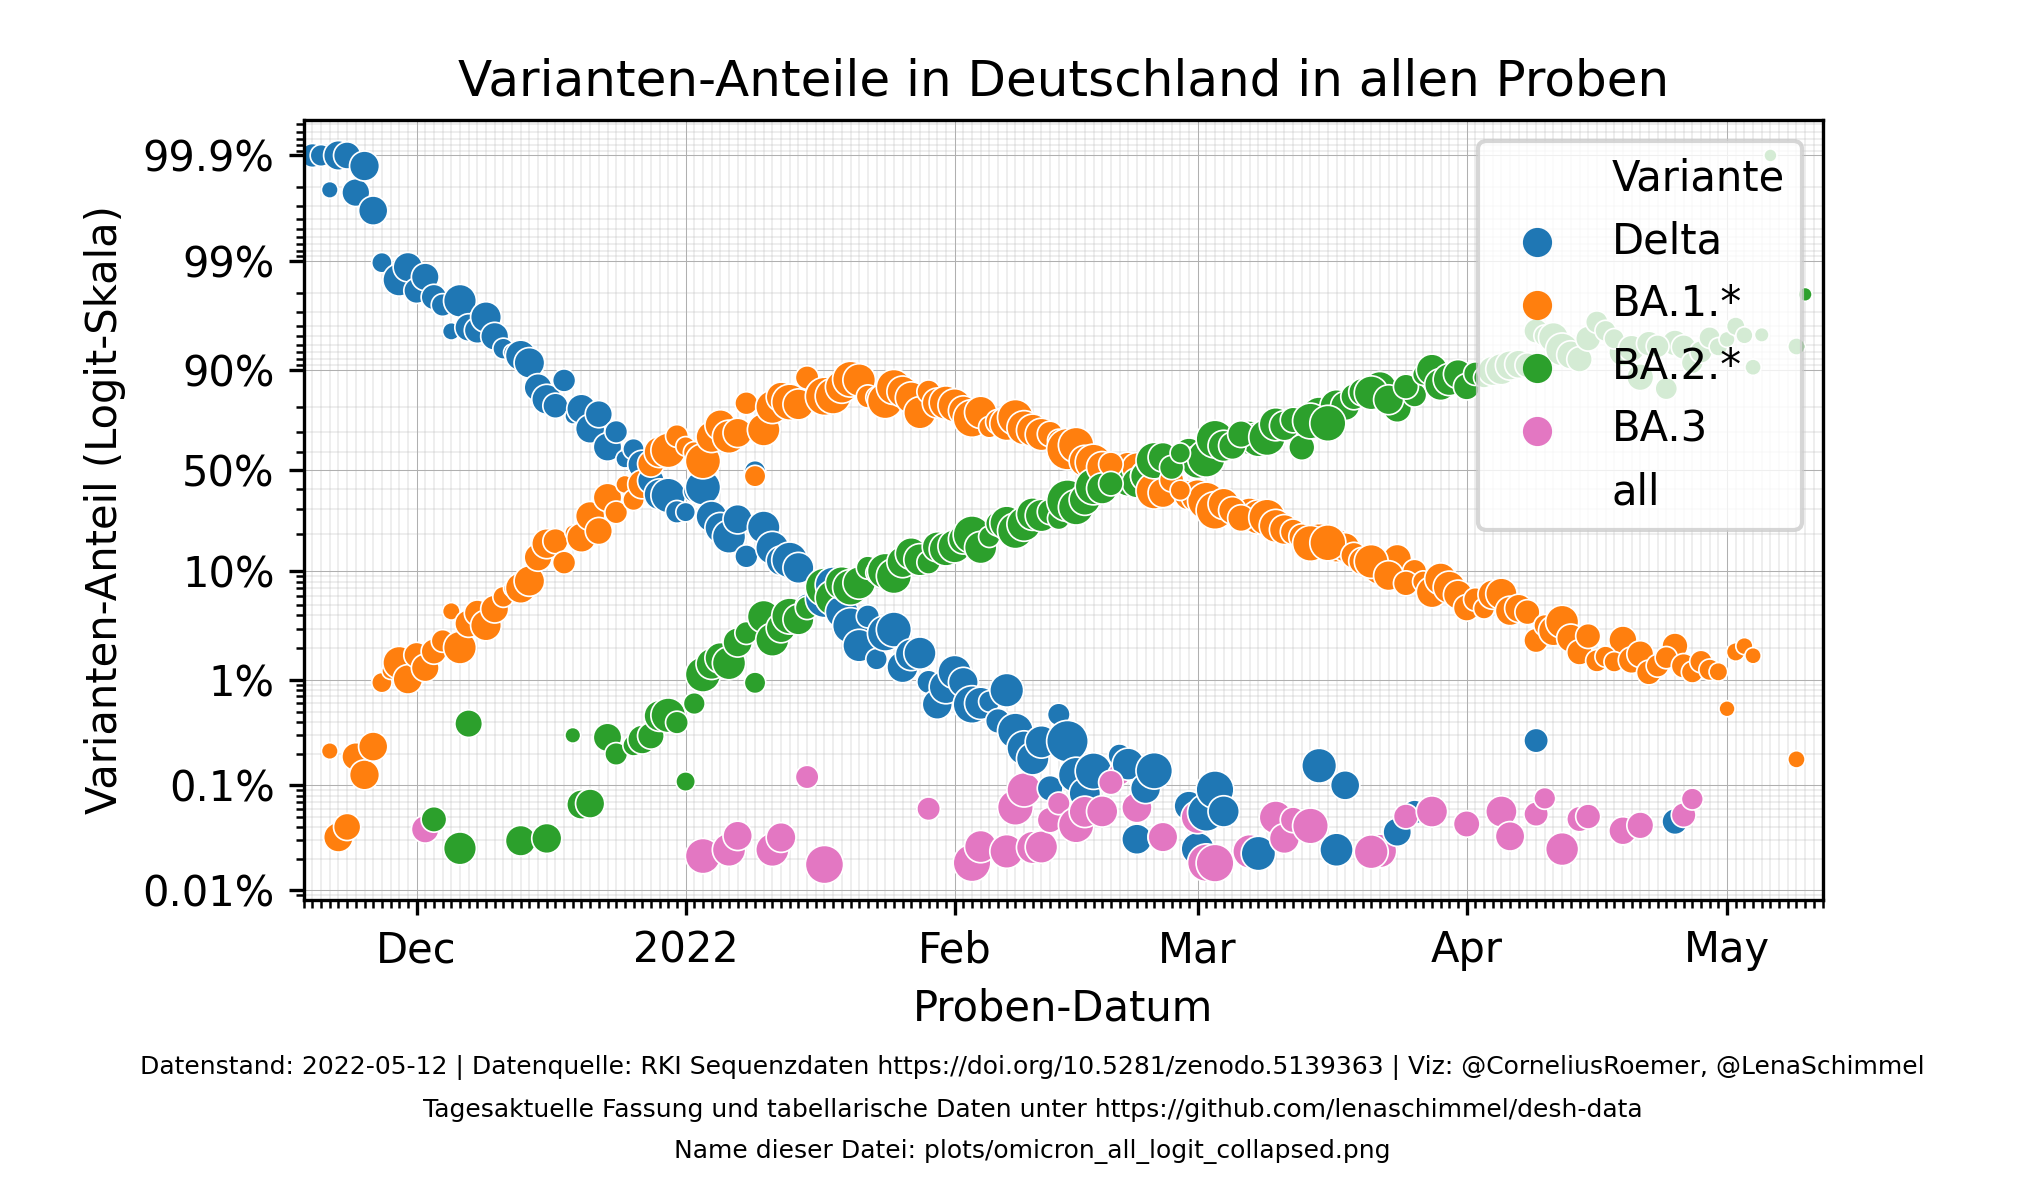 Varianten-Anteile in Deutschland in allen Proben
Varianten-Anteil (Logit-Skala)
99.9%
99%
90%
50%
10%
1%
0.1%
0.01%
Variante
Delta
BA.1.*
BA.2.*
BA.3
all
Dec
2022
Feb
Mar
Apr
May
Proben-Datum
Datenstand: 2022-05-12 | Datenquelle: RKI Sequenzdaten https://doi.org/10.5281/zenodo.5139363 | Viz: @CorneliusRoemer, @LenaSchimmel
Tagesaktuelle Fassung und tabellarische Daten unter https://github.com/lenaschimmel/desh-data
Name dieser Datei: plots/omicron_all_logit_collapsed.png